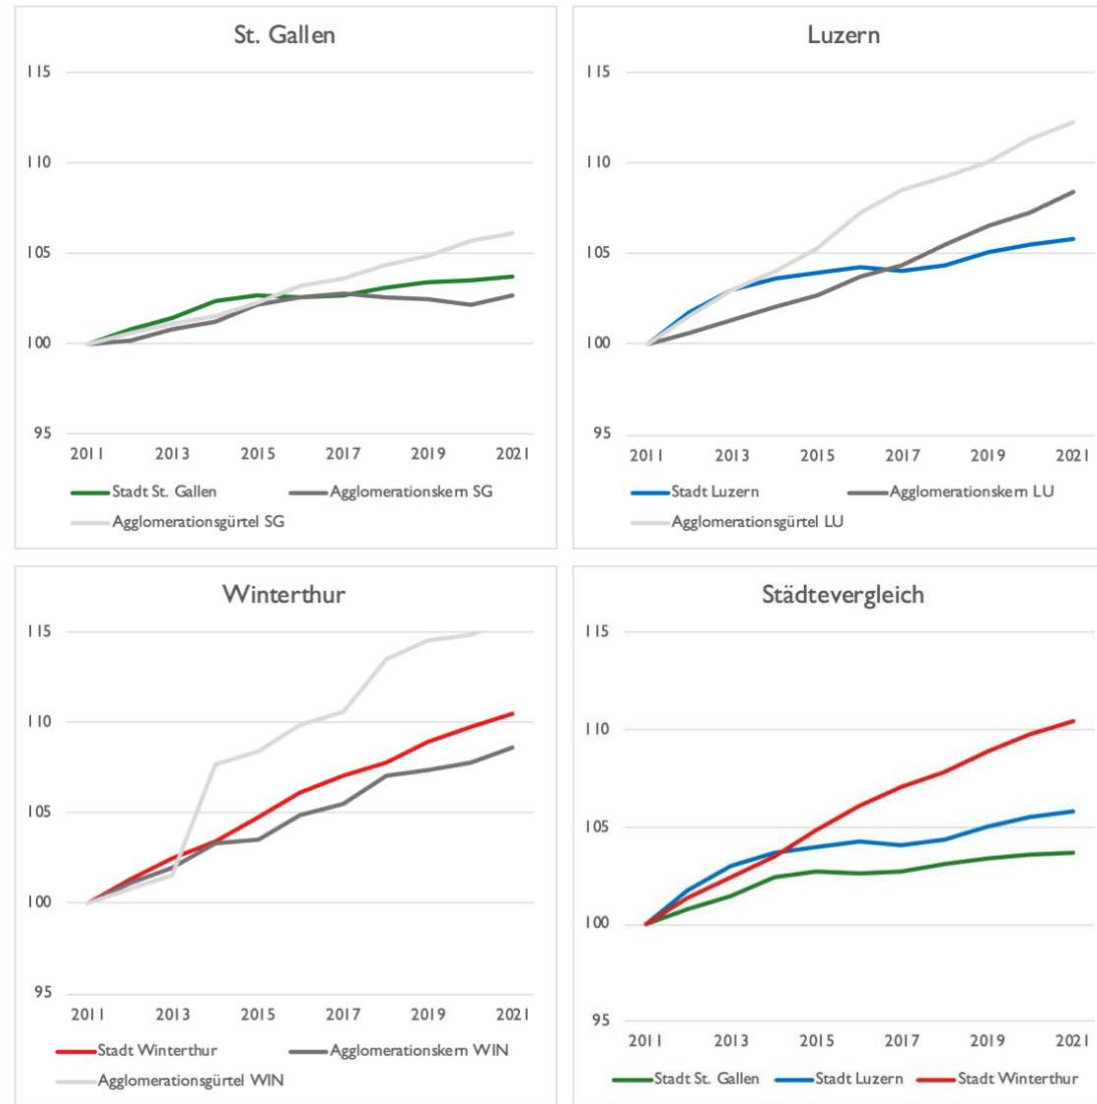 St. Gallen
115
110
105
100
95
2011 2013 2015 2017 2019 2021
Stadt St. Gallen Agglomerationskern SG
Agglomerationsgürtel SG
Luzern
115
110
105
100
95
2011 2013 2015 2017 2019 2021
Stadt Luzern Agglomerationskern LU
Agglomerationsgürtel LU
Winterthur
115
110
105
100
95
2011 2013 2015 2017 2019 2021
Stadt Winterthur Agglomerationskern WIN
Agglomerationsgürtel WIN
Städtevergleich
115
110
105
100
95
2011 2013 2015 2017 2019 2021
Stadt St. Gallen Stadt Luzern Stadt Winterthur